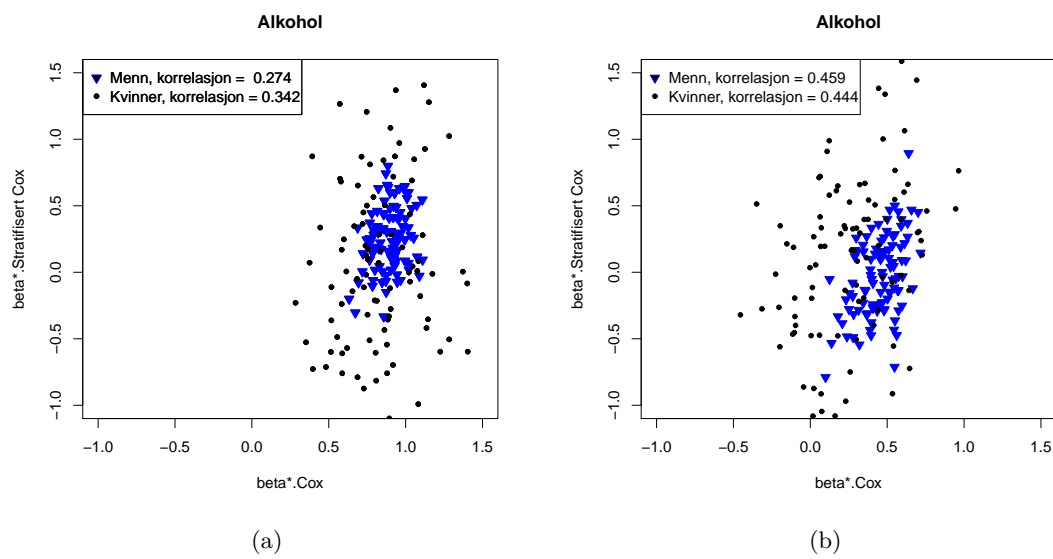 Alkohol
Menn, korrelasjon =  0.274
Kvinner, korrelasjon = 0.342
1.5
1.0
0.5
0.0
−0.5
−1.0
beta*.Stratifisert Cox
−1.0 −0.5 0.0 0.5 1.0 1.5
beta*.Cox
(a)
Alkohol
Menn, korrelasjon = 0.459
Kvinner, korrelasjon = 0.444
1.5
1.0
0.5
0.0
−0.5
−1.0
beta*.Stratifisert Cox
−1.0 −0.5 0.0 0.5 1.0 1.5
beta*.Cox
(b)